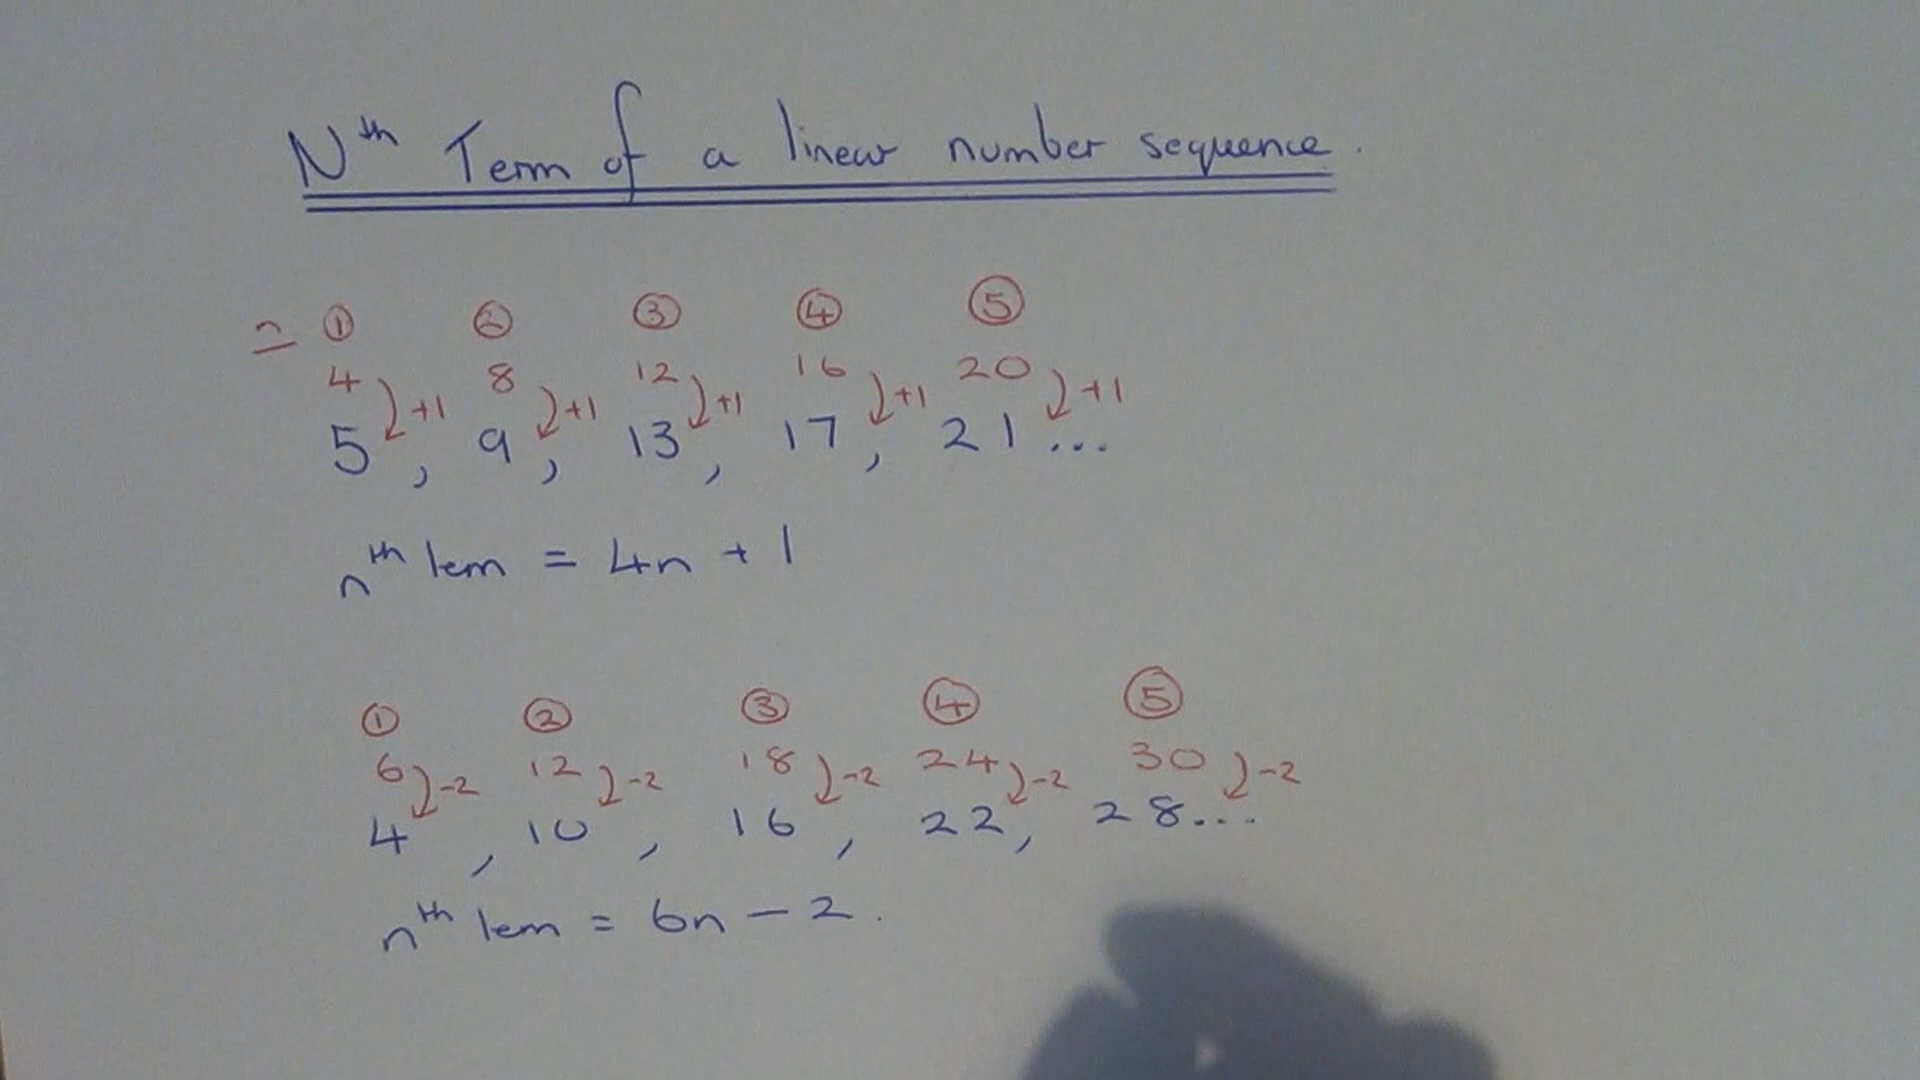 Nth Term of a linear number sequence.
n ① ② ③ ④ ⑤
4 +1 8 +1 12 +1 16 +1 20 +1
5 , 9 , 13 , 17 , 21 ...
nth term = 4n + 1
① ② ③ ④ ⑤
6 -2 12 -2 18 -2 24 -2 30 -2
4 , 10 , 16 , 22 , 28 ...
nth term = 6n - 2 .